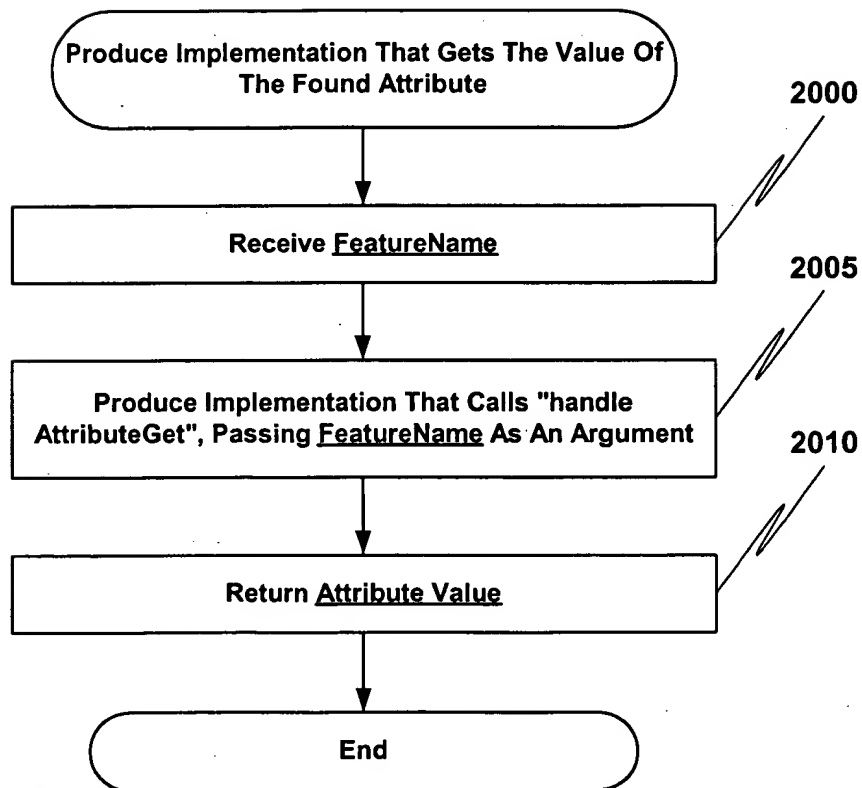 Produce Implementation That Gets The Value Of
The Found Attribute
2000
Receive FeatureName
2005
Produce Implementation That Calls "handle
AttributeGet", Passing FeatureName As An Argument
2010
Return Attribute Value
End